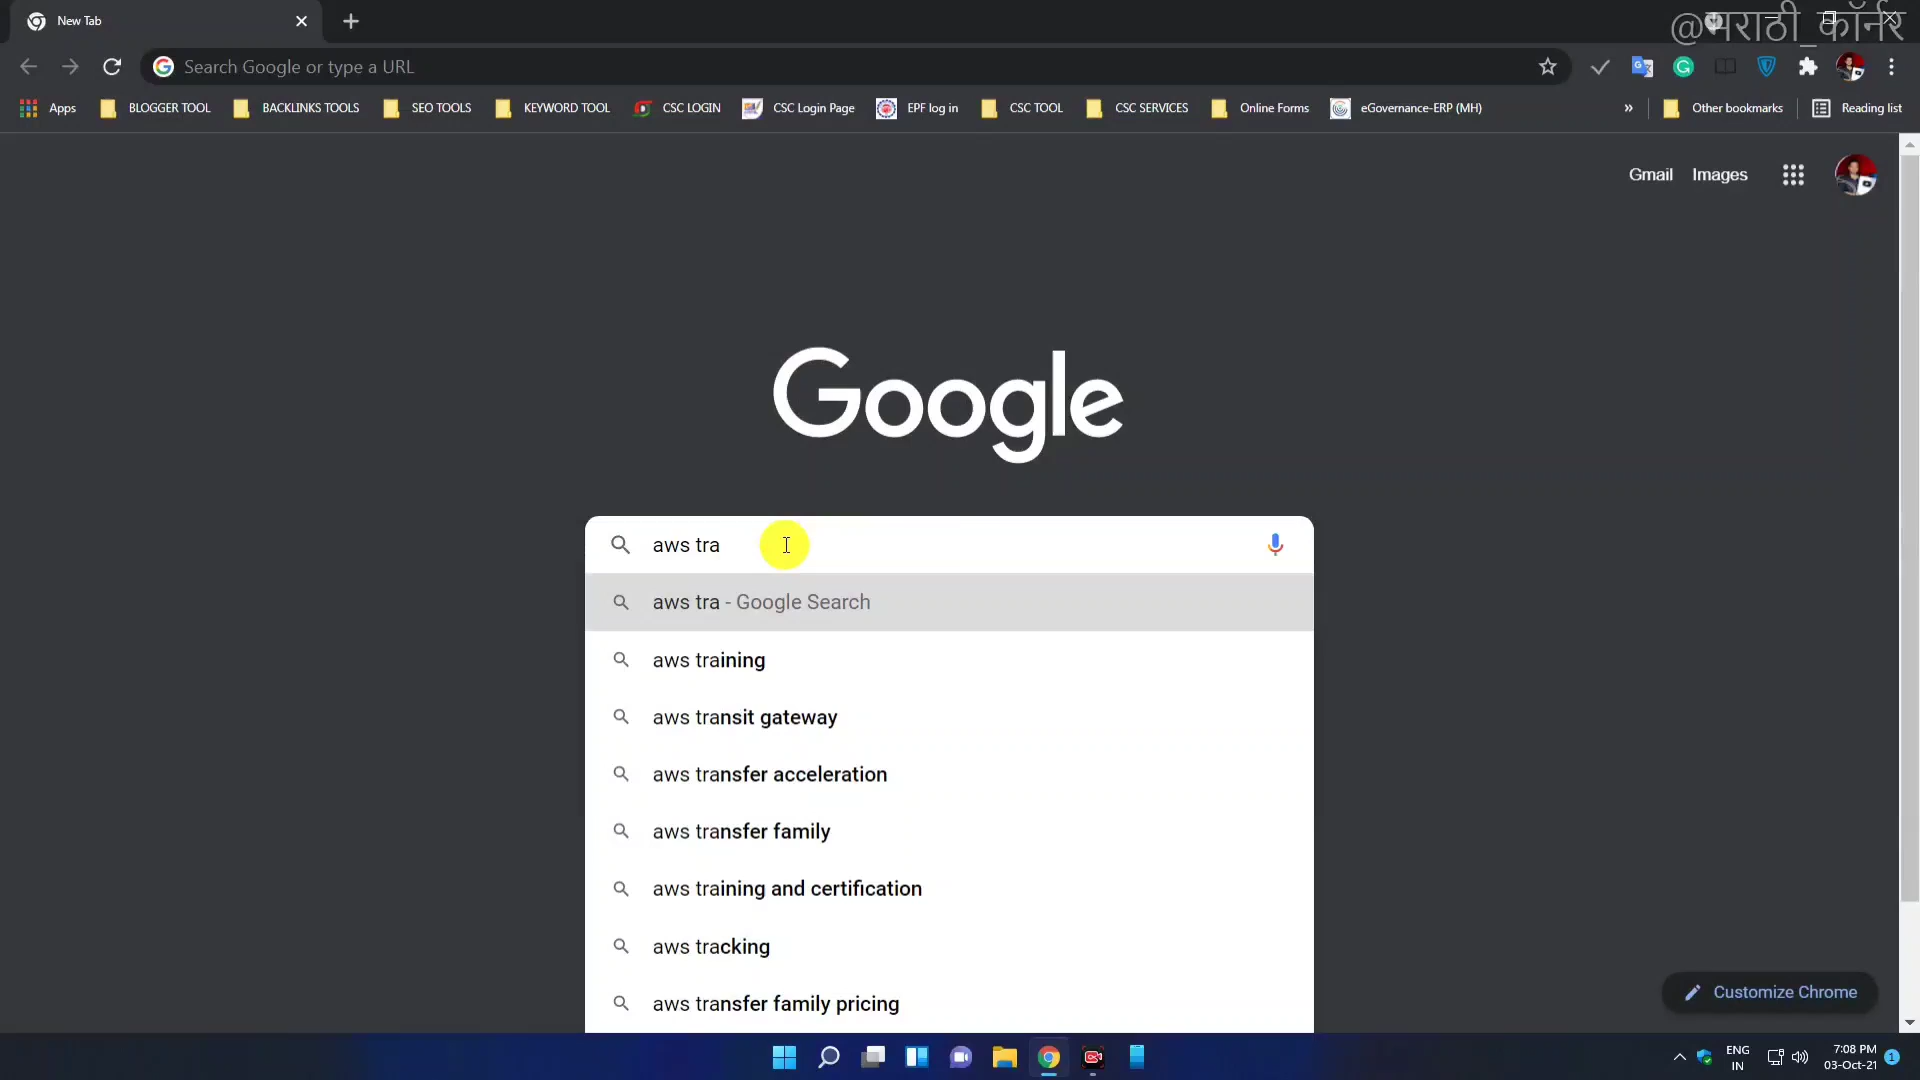 New Tab
@मराठी_कॉर्नर
Search Google or type a URL
Apps BLOGGER TOOL BACKLINKS TOOLS SEO TOOLS KEYWORD TOOL CSC LOGIN CSC Login Page EPF log in CSC TOOL CSC SERVICES Online Forms eGovernance-ERP (MH) » Other bookmarks Reading list
Gmail Images
Google
aws tra
aws tra - Google Search
aws training
aws transit gateway
aws transfer acceleration
aws transfer family
aws training and certification
aws tracking
aws transfer family pricing
Customize Chrome
ENG
IN
7:08 PM
03-Oct-21
1